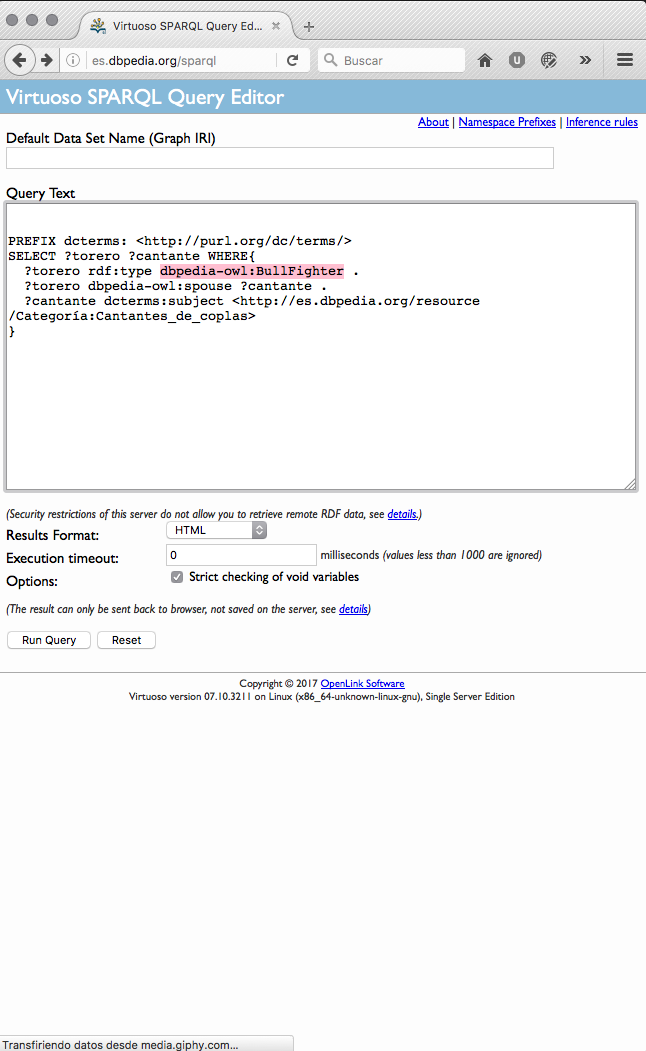 Virtuoso SPARQL Query Ed...
es.dbpedia.org/sparql
Buscar
Virtuoso SPARQL Query Editor
About | Namespace Prefixes | Inference rules
Default Data Set Name (Graph IRI)
Query Text
PREFIX dcterms: <http://purl.org/dc/terms/>
SELECT ?torero ?cantante WHERE{
?torero rdf:type dbpedia-owl:BullFighter .
?torero dbpedia-owl:spouse ?cantante .
?cantante dcterms:subject <http://es.dbpedia.org/resource
/Categoría:Cantantes_de_coplas>
}
(Security restrictions of this server do not allow you to retrieve remote RDF data, see details.)
Results Format: HTML
Execution timeout: 0 milliseconds (values less than 1000 are ignored)
Options: Strict checking of void variables
(The result can only be sent back to browser, not saved on the server, see details)
Run Query Reset
Copyright © 2017 OpenLink Software
Virtuoso version 07.10.3211 on Linux (x86_64-unknown-linux-gnu), Single Server Edition
Transfiriendo datos desde media.giphy.com...